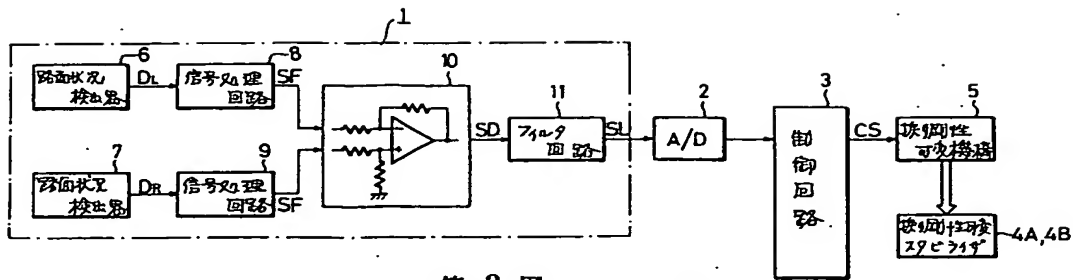 1
6
路面状況
検出器
DL
8
信号処理
回路
SF
10
7
路面状況
検出器
DR
9
信号処理
回路
SF
SD
11
フィルタ
回路
SL
2
A/D
3
制御回路
CS
5
捩り剛性
可変機構
スタビライザ
4A,4B
第2図